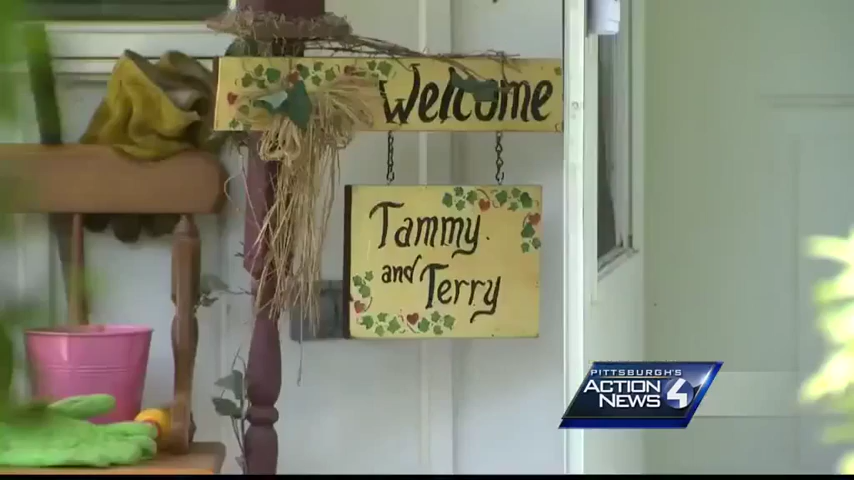 Welcome
Tammy
and Terry
PITTSBURGH'S
ACTION
NEWS 4